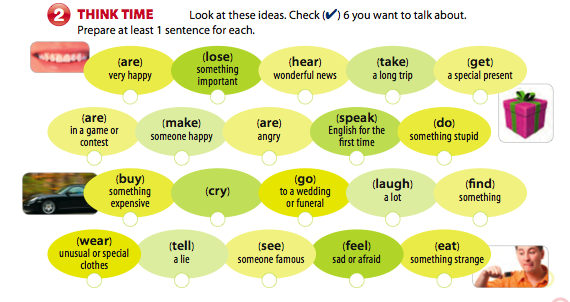 2 THINK TIME Look at these ideas. Check (✔) 6 you want to talk about.
Prepare at least 1 sentence for each.
(are)
very happy
(lose)
something
important
(hear)
wonderful news
(take)
a long trip
(get)
a special present
(are)
in a game or
contest
(make)
someone happy
(are)
angry
(speak)
English for the
first time
(do)
something stupid
(buy)
something
expensive
(cry)
(go)
to a wedding
or funeral
(laugh)
a lot
(find)
something
(wear)
unusual or special
clothes
(tell)
a lie
(see)
someone famous
(feel)
sad or afraid
(eat)
something strange